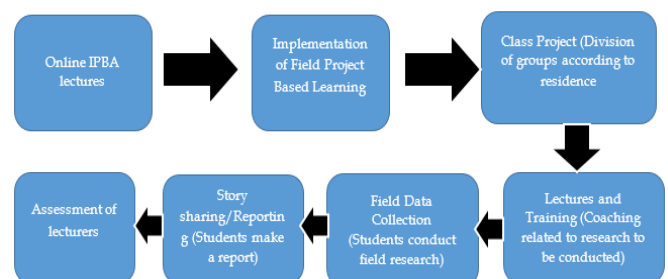 Online IPBA
lectures
Implementation
of Field Project
Based Learning
Class Project (Division
of groups according to
residence
Lectures and
Training (Coaching
related to research to
be conducted)
Field Data
Collection
(Students conduct
field research)
Story
sharing/Reportin
g (Students make
a report)
Assessment of
lecturers